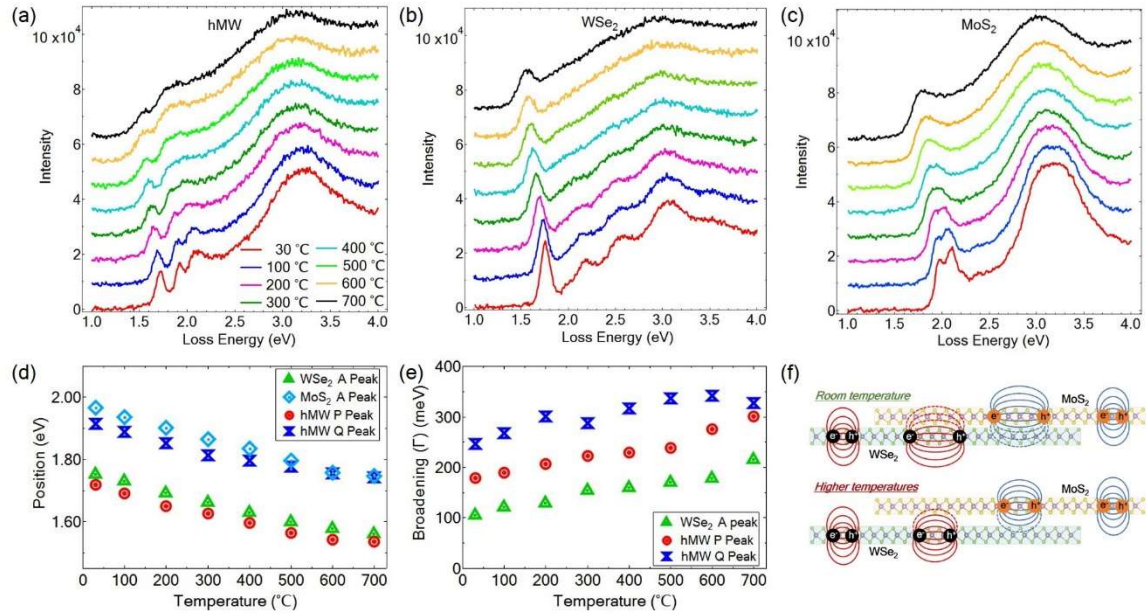 (a)
hMW
10 x10⁴
8
6
4
2
0
Intensity
1.0 1.5 2.0 2.5 3.0 3.5 4.0
Loss Energy (eV)
30 °C
100 °C
200 °C
300 °C
400 °C
500 °C
600 °C
700 °C
(b)
WSe₂
10 x10⁴
8
6
4
2
0
Intensity
1.0 1.5 2.0 2.5 3.0 3.5 4.0
Loss Energy (eV)
(c)
MoS₂
10 x10⁴
8
6
4
2
0
Intensity
1.0 1.5 2.0 2.5 3.0 3.5 4.0
Loss Energy (eV)
(d)
2.00
1.80
1.60
Position (eV)
WSe₂ A Peak
MoS₂ A Peak
hMW P Peak
hMW Q Peak
0 100 200 300 400 500 600 700
Temperature (°C)
(e)
400
300
200
100
0
Broadening (Γ) (meV)
WSe₂ A peak
hMW P Peak
hMW Q Peak
0 100 200 300 400 500 600 700
Temperature (°C)
(f)
Room temperature
MoS₂
e⁻ h⁺ e⁻ h⁺
e⁻ h⁺ e⁻ h⁺
WSe₂
Higher temperatures
MoS₂
e⁻ h⁺ e⁻ h⁺
e⁻ h⁺ e⁻ h⁺
WSe₂